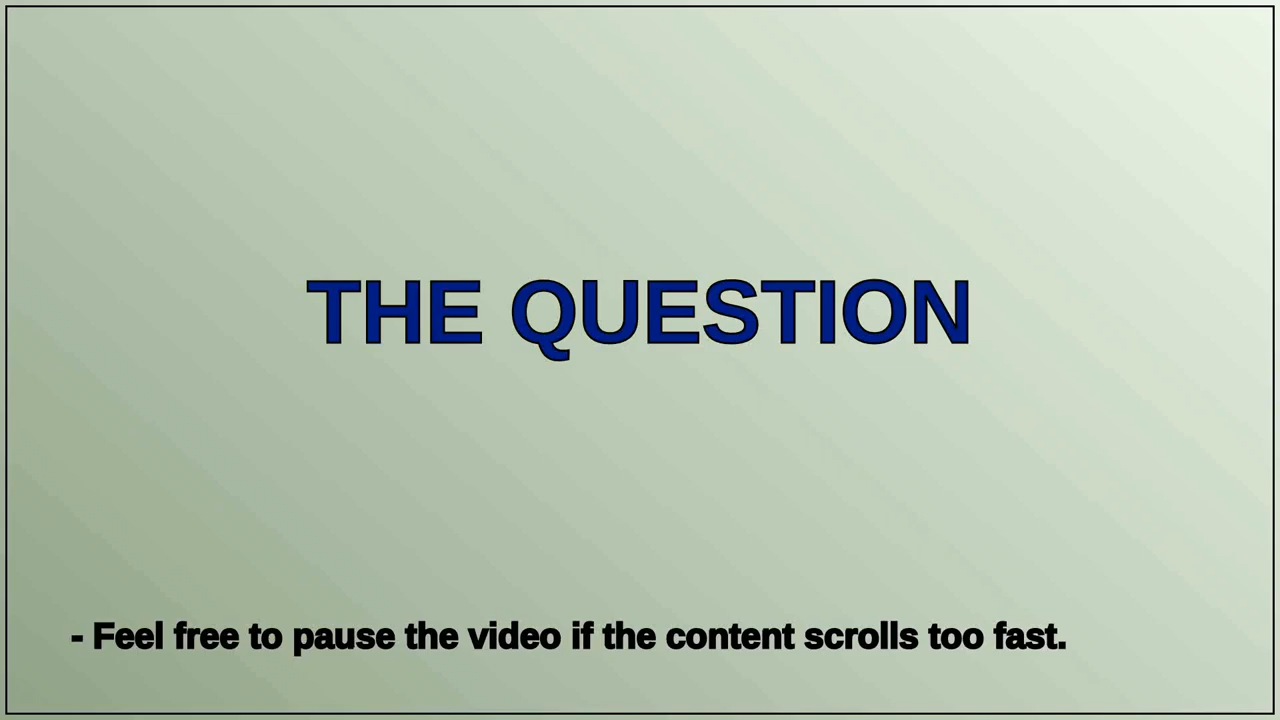 THE QUESTION
- Feel free to pause the video if the content scrolls too fast.